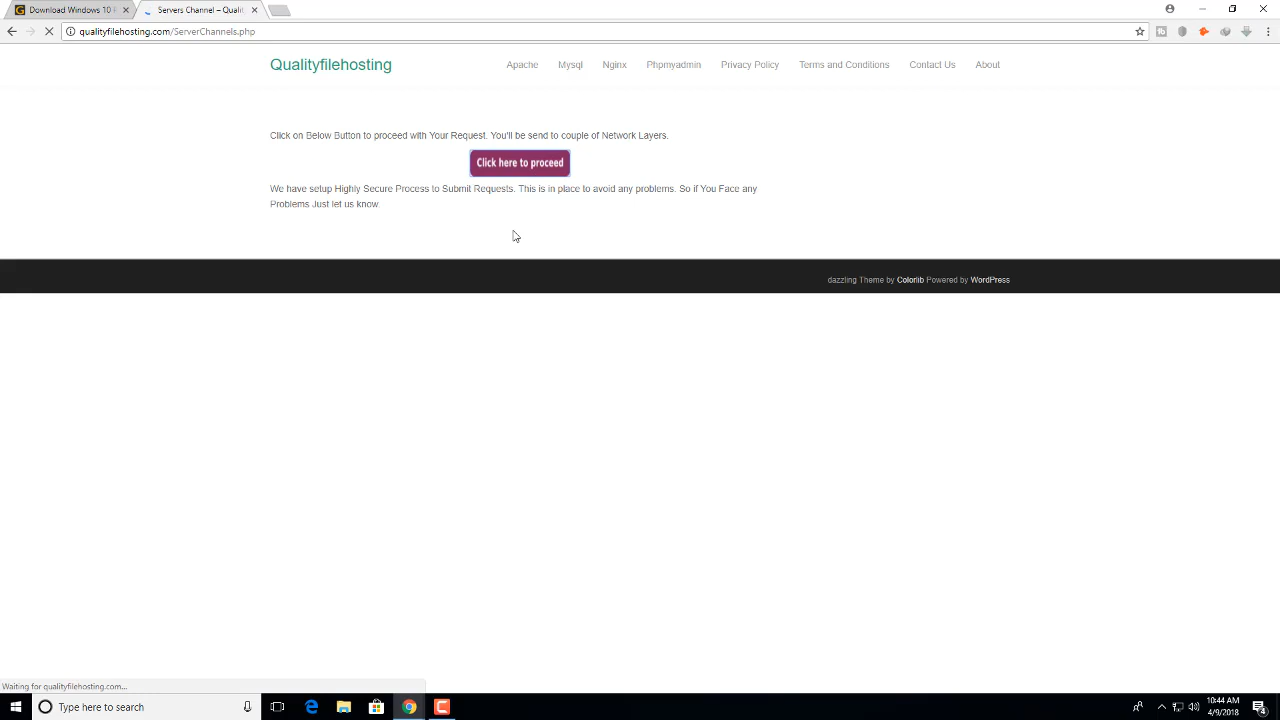 Download Windows 10 P
Servers Channel – Quali
qualityfilehosting.com/ServerChannels.php
Qualityfilehosting
Apache Mysql Nginx Phpmyadmin Privacy Policy Terms and Conditions Contact Us About
Click on Below Button to proceed with Your Request. You'll be send to couple of Network Layers.
Click here to proceed
We have setup Highly Secure Process to Submit Requests. This is in place to avoid any problems. So if You Face any
Problems Just let us know.
dazzling Theme by Colorlib Powered by WordPress
Waiting for qualityfilehosting.com...
Type here to search
10:44 AM
4/9/2018
4